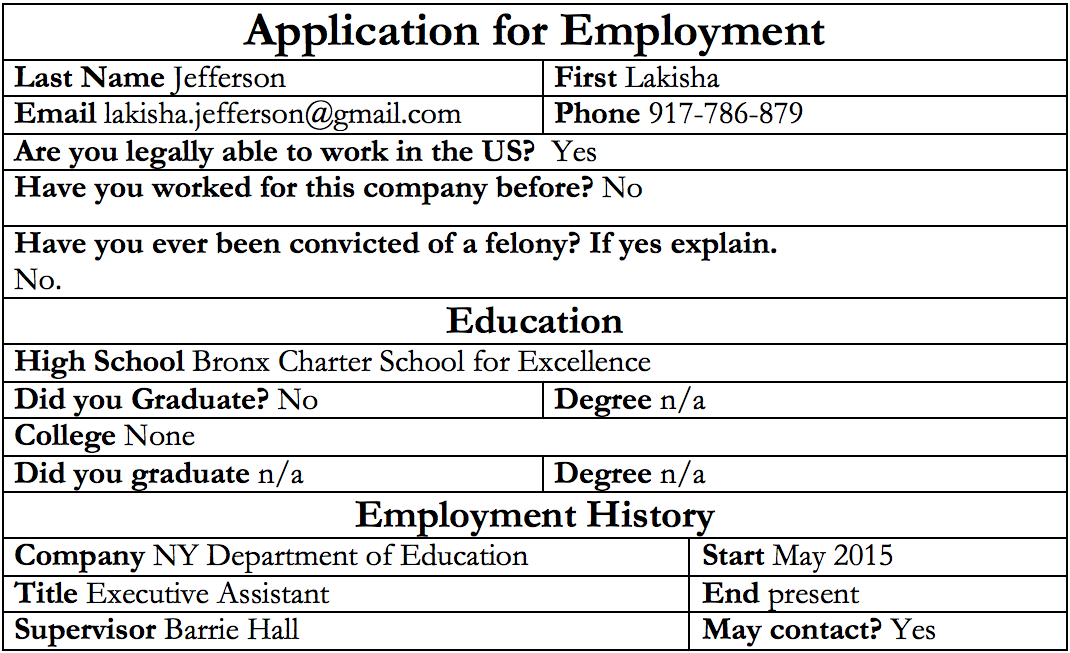 Application for Employment
Last Name Jefferson First Lakisha
Email lakisha.jefferson@gmail.com Phone 917-786-879
Are you legally able to work in the US? Yes
Have you worked for this company before? No
Have you ever been convicted of a felony? If yes explain.
No.
Education
High School Bronx Charter School for Excellence
Did you Graduate? No Degree n/a
College None
Did you graduate n/a Degree n/a
Employment History
Company NY Department of Education Start May 2015
Title Executive Assistant End present
Supervisor Barrie Hall May contact? Yes